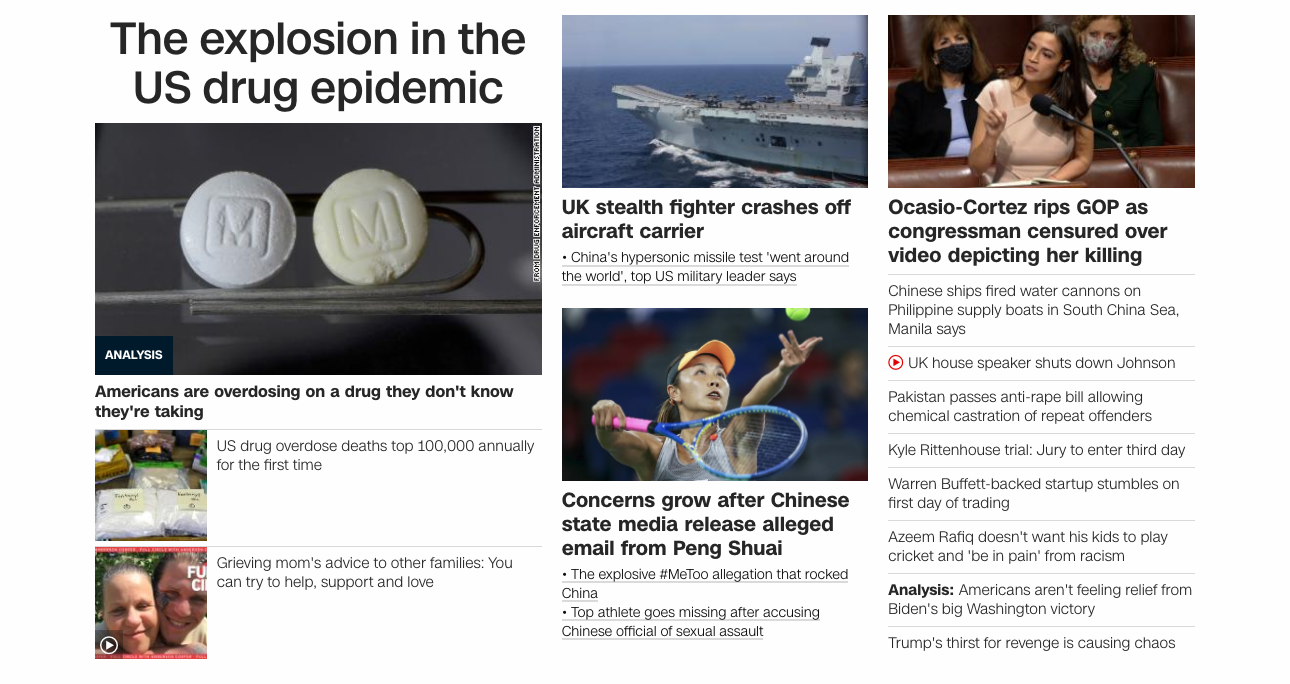 The explosion in the
US drug epidemic
FROM DRUG ENFORCEMENT ADMINISTRATION
ANALYSIS
Americans are overdosing on a drug they don't know
they're taking
US drug overdose deaths top 100,000 annually
for the first time
Grieving mom's advice to other families: You
can try to help, support and love
UK stealth fighter crashes off
aircraft carrier
• China's hypersonic missile test 'went around
the world', top US military leader says
Concerns grow after Chinese
state media release alleged
email from Peng Shuai
• The explosive #MeToo allegation that rocked
China
• Top athlete goes missing after accusing
Chinese official of sexual assault
Ocasio-Cortez rips GOP as
congressman censured over
video depicting her killing
Chinese ships fired water cannons on
Philippine supply boats in South China Sea,
Manila says
UK house speaker shuts down Johnson
Pakistan passes anti-rape bill allowing
chemical castration of repeat offenders
Kyle Rittenhouse trial: Jury to enter third day
Warren Buffett-backed startup stumbles on
first day of trading
Azeem Rafiq doesn't want his kids to play
cricket and 'be in pain' from racism
Analysis: Americans aren't feeling relief from
Biden's big Washington victory
Trump's thirst for revenge is causing chaos